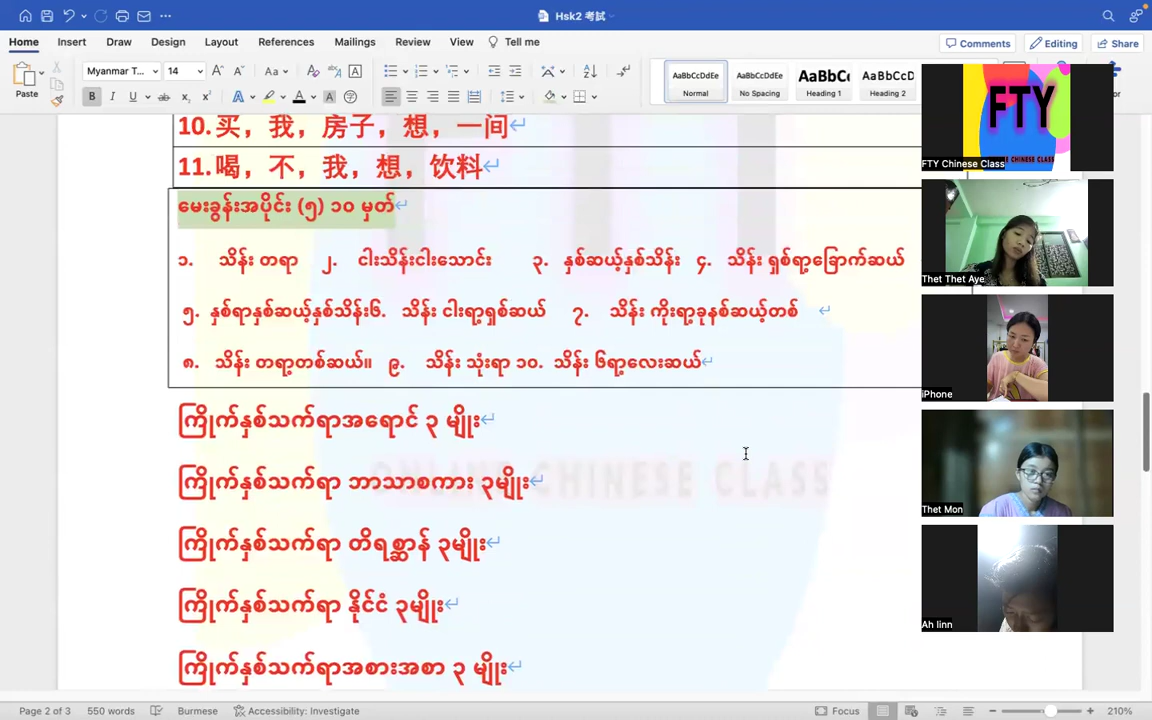 Hsk2 考試
Home Insert Draw Design Layout References Mailings Review View Tell me
Comments Editing Share
Paste
Myanmar T... 14
AaBbCcDdEe AaBbCcDdEe AaBbC AaBbCcD
Normal No Spacing Heading 1 Heading 2
10.买，我，房子，想，一间
11.喝，不，我，想，饮料
မေးခွန်းအပိုင်း (၅) ၁၀ မှတ်
၁. သိန်း တရာ ၂. ငါးသိန်းငါးသောင်း ၃. နှစ်ဆယ့်နှစ်သိန်း ၄. သိန်း ရှစ်ရာ့ခြောက်ဆယ်
၅. နှစ်ရာနှစ်ဆယ့်နှစ်သိန်း၆. သိန်း ငါးရာ့ရှစ်ဆယ် ၇. သိန်း ကိုးရာ့ခုနစ်ဆယ့်တစ်
၈. သိန်း တရာ့တစ်ဆယ်။ ၉. သိန်း သုံးရာ ၁၀. သိန်း ၆ရာ့လေးဆယ်
ကြိုက်နှစ်သက်ရာအရောင် ၃ မျိုး
ကြိုက်နှစ်သက်ရာ ဘာသာစကား ၃မျိုး
ကြိုက်နှစ်သက်ရာ တိရစ္ဆာန် ၃မျိုး
ကြိုက်နှစ်သက်ရာ နိုင်ငံ ၃မျိုး
ကြိုက်နှစ်သက်ရာအစားအစာ ၃ မျိုး
ONLINE CHINESE CLASS
FTY
CHINESE CLASS
FTY Chinese Class
Thet Thet Aye
iPhone
Thet Mon
Ah linn
Page 2 of 3 550 words Burmese Accessibility: Investigate Focus 210%